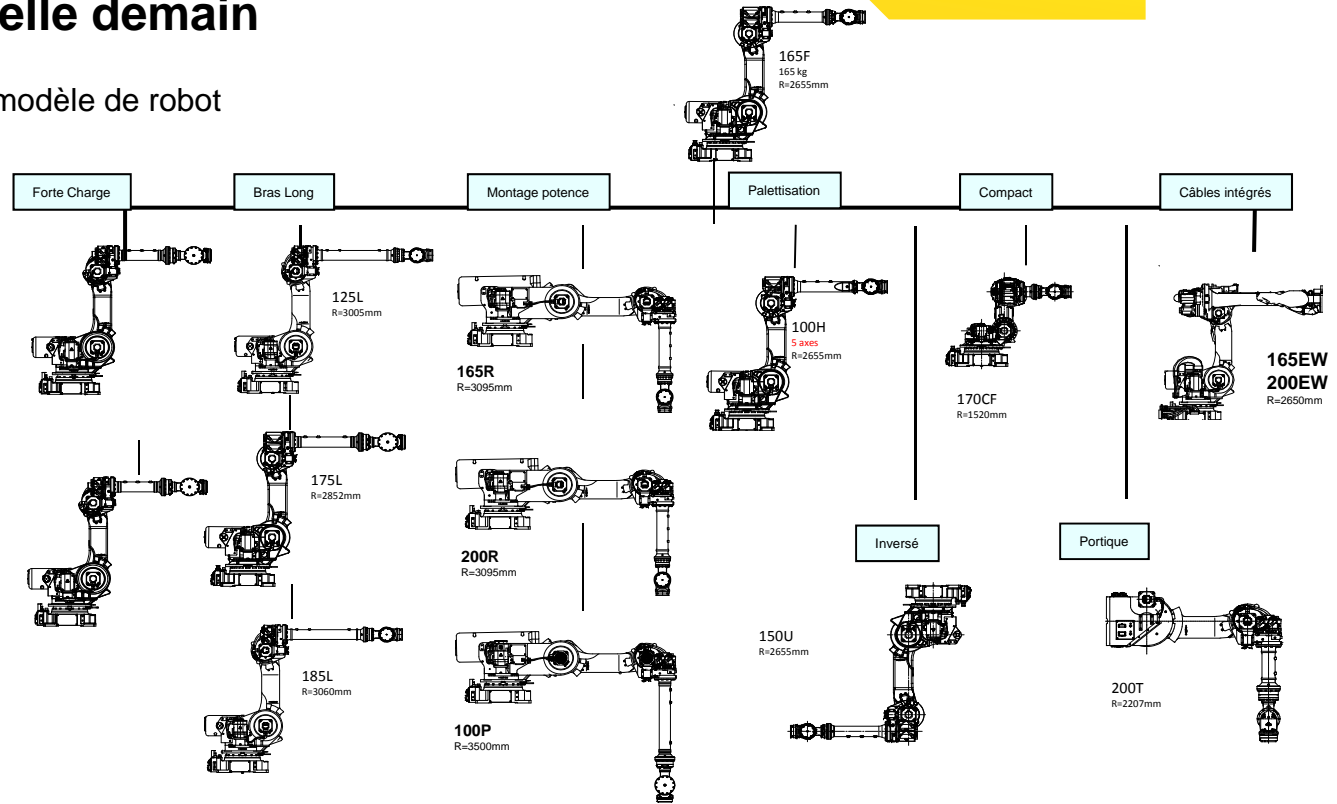 elle demain
modèle de robot
165F
165 kg
R=2655mm
Forte Charge
Bras Long
Montage potence
Palettisation
Compact
Câbles intégrés
125L
R=3005mm
175L
R=2852mm
185L
R=3060mm
165R
R=3095mm
200R
R=3095mm
100P
R=3500mm
100H
5 axes
R=2655mm
170CF
R=1520mm
165EW
200EW
R=2650mm
Inversé
150U
R=2655mm
Portique
200T
R=2207mm